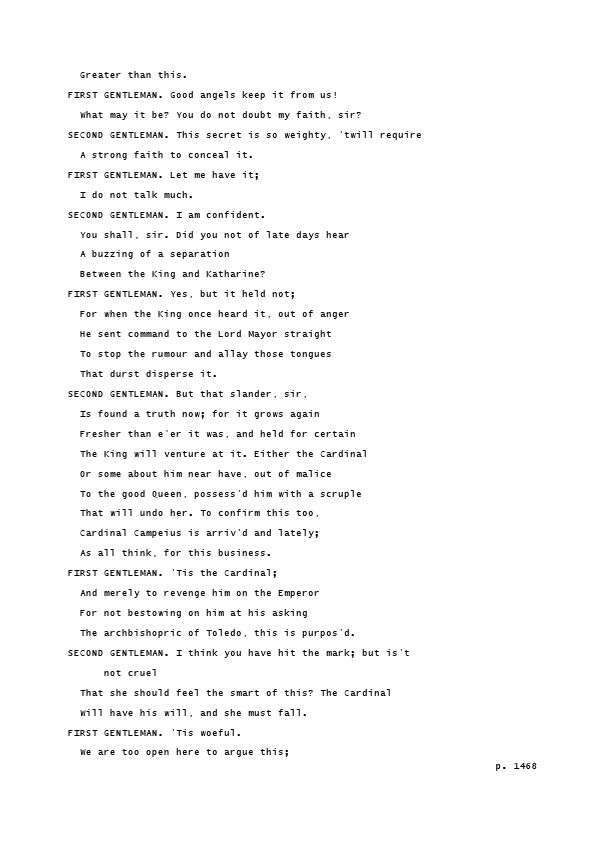 Greater than this.
FIRST GENTLEMAN. Good angels keep it from us!
What may it be? You do not doubt my faith, sir?
SECOND GENTLEMAN. This secret is so weighty, 'twill require
A strong faith to conceal it.
FIRST GENTLEMAN. Let me have it;
I do not talk much.
SECOND GENTLEMAN. I am confident.
You shall, sir. Did you not of late days hear
A buzzing of a separation
Between the King and Katharine?
FIRST GENTLEMAN. Yes, but it held not;
For when the King once heard it, out of anger
He sent command to the Lord Mayor straight
To stop the rumour and allay those tongues
That durst disperse it.
SECOND GENTLEMAN. But that slander, sir,
Is found a truth now; for it grows again
Fresher than e'er it was, and held for certain
The King will venture at it. Either the Cardinal
Or some about him near have, out of malice
To the good Queen, possess'd him with a scruple
That will undo her. To confirm this too,
Cardinal Campeius is arriv'd and lately;
As all think, for this business.
FIRST GENTLEMAN. 'Tis the Cardinal;
And merely to revenge him on the Emperor
For not bestowing on him at his asking
The archbishopric of Toledo, this is purpos'd.
SECOND GENTLEMAN. I think you have hit the mark; but is't
not cruel
That she should feel the smart of this? The Cardinal
Will have his will, and she must fall.
FIRST GENTLEMAN. 'Tis woeful.
We are too open here to argue this;
p. 1468